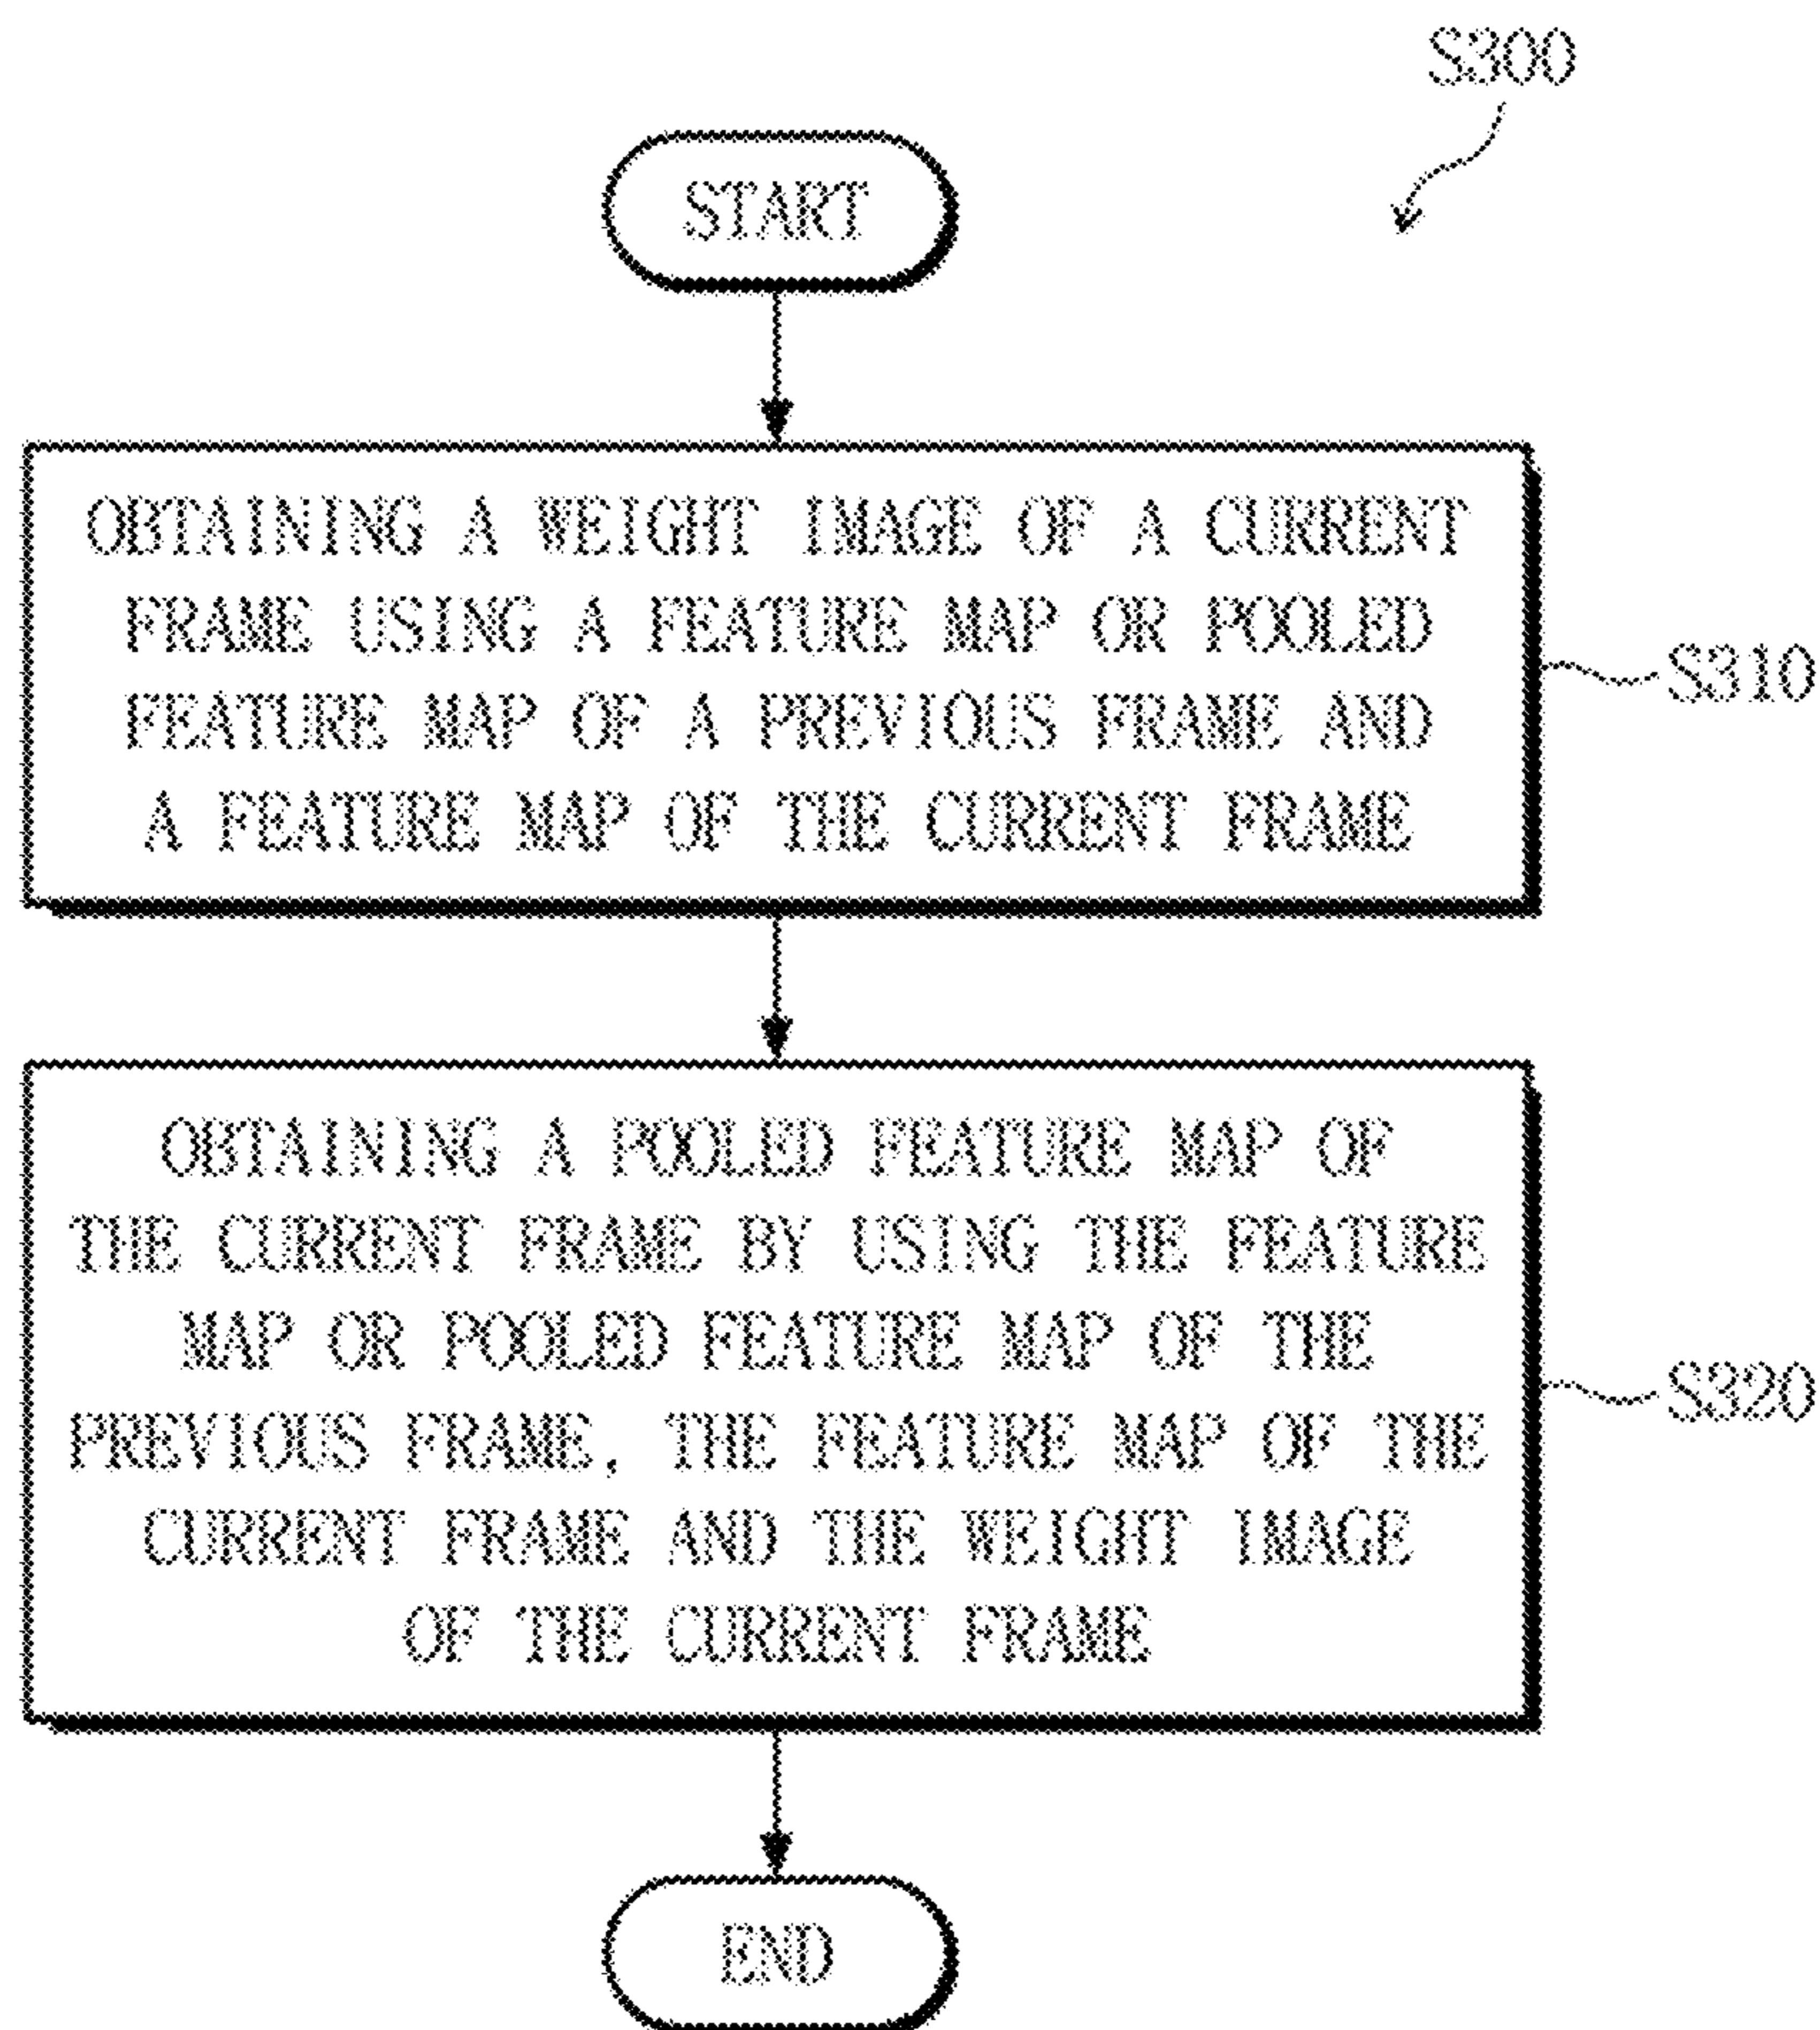 S300
START
OBTAINING A WEIGHT IMAGE OF A CURRENT
FRAME USING A FEATURE MAP OR POOLED
FEATURE MAP OF A PREVIOUS FRAME AND
A FEATURE MAP OF THE CURRENT FRAME
S310
OBTAINING A POOLED FEATURE MAP OF
THE CURRENT FRAME BY USING THE FEATURE
MAP OR POOLED FEATURE MAP OF THE
PREVIOUS FRAME, THE FEATURE MAP OF THE
CURRENT FRAME AND THE WEIGHT IMAGE
OF THE CURRENT FRAME
S320
END